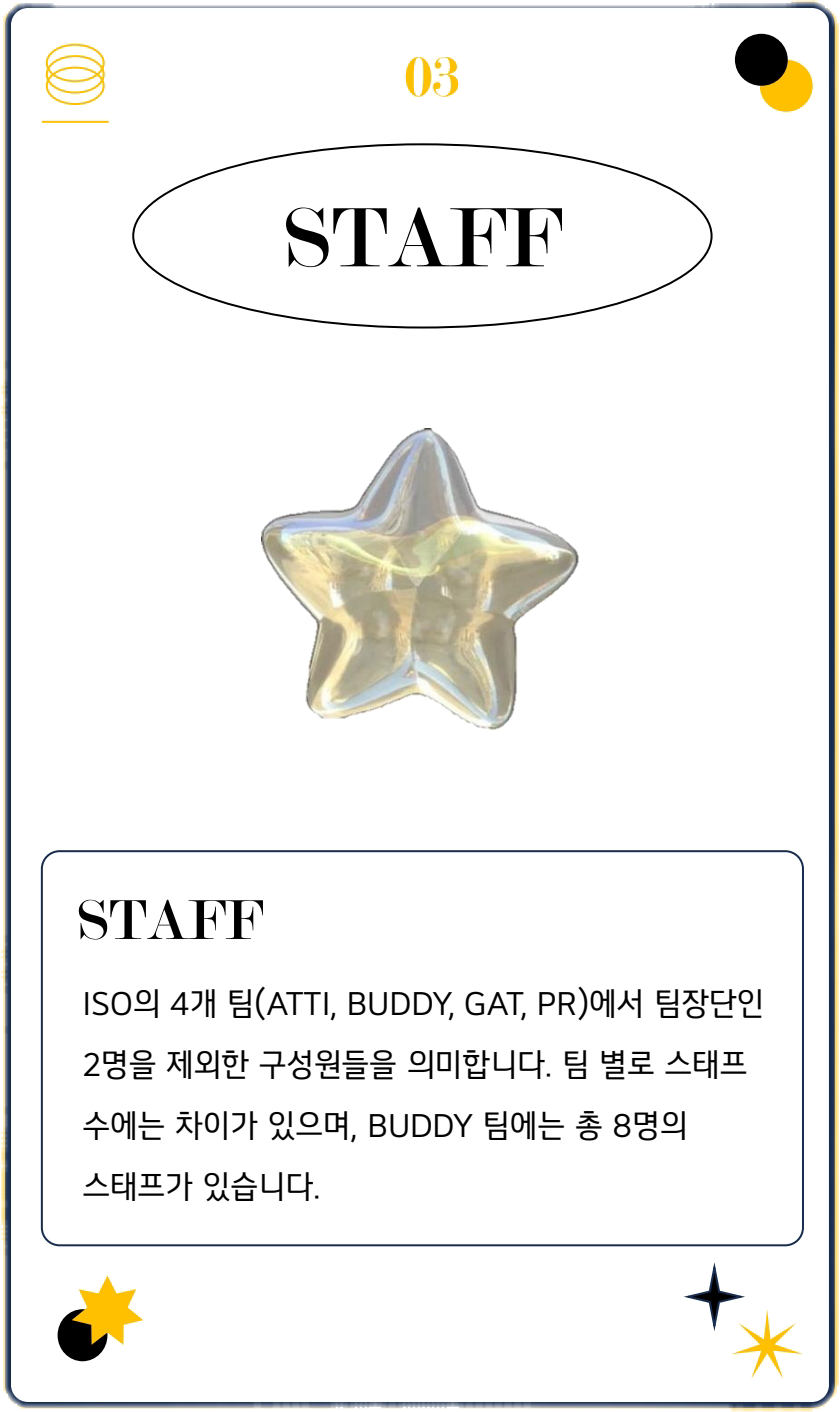 03
STAFF
STAFF
ISO의 4개 팀(ATTI, BUDDY, GAT, PR)에서 팀장단인
2명을 제외한 구성원들을 의미합니다. 팀 별로 스태프
수에는 차이가 있으며, BUDDY 팀에는 총 8명의
스태프가 있습니다.